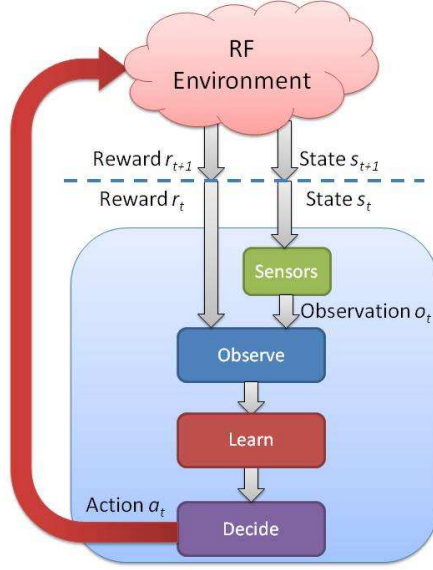 RF
Environment
Reward r_{t+1} State s_{t+1}
Reward r_t State s_t
Sensors
Observation o_t
Observe
Learn
Action a_t
Decide